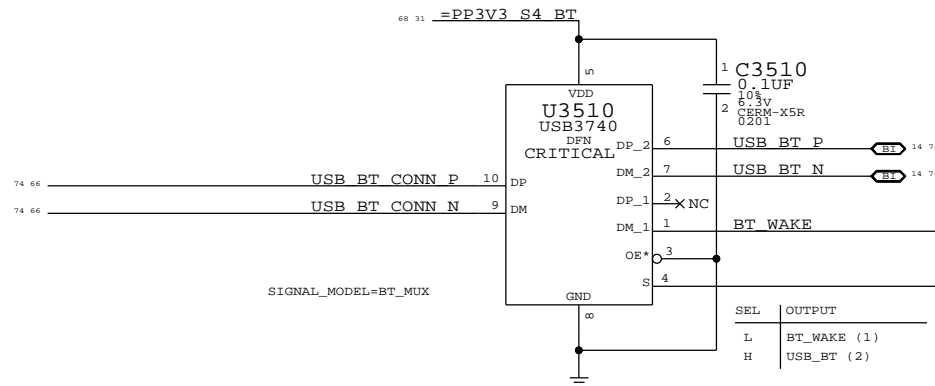 68 31 =PP3V3_S4_BT
5
VDD
U3510
USB3740
DFN
CRITICAL
1 C3510
0.1UF
10%
6.3V
2 CERM-X5R
0201
DP_2 6 USB_BT_P BI 14
DM_2 7 USB_BT_N BI 14
74 66 USB_BT_CONN_P 10 DP
74 66 USB_BT_CONN_N 9 DM
DP_1 2 NC
DM_1 1 BT_WAKE
OE* 3
S 4
SIGNAL_MODEL=BT_MUX
GND
8
SEL OUTPUT
L BT_WAKE (1)
H USB_BT (2)